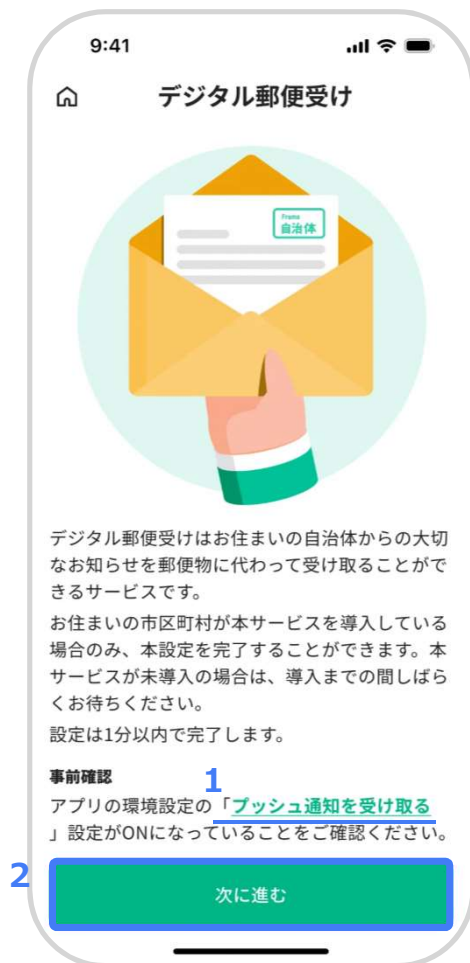 9:41
デジタル郵便受け
From
自治体
デジタル郵便受けはお住まいの自治体からの大切
なお知らせを郵便物に代わって受け取ることがで
きるサービスです。
お住まいの市区町村が本サービスを導入している
場合のみ、本設定を完了することができます。本
サービスが未導入の場合は、導入までの間しばら
くお待ちください。
設定は1分以内で完了します。
事前確認
1
アプリの環境設定の「プッシュ通知を受け取る
」設定がONになっていることをご確認ください。
2
次に進む